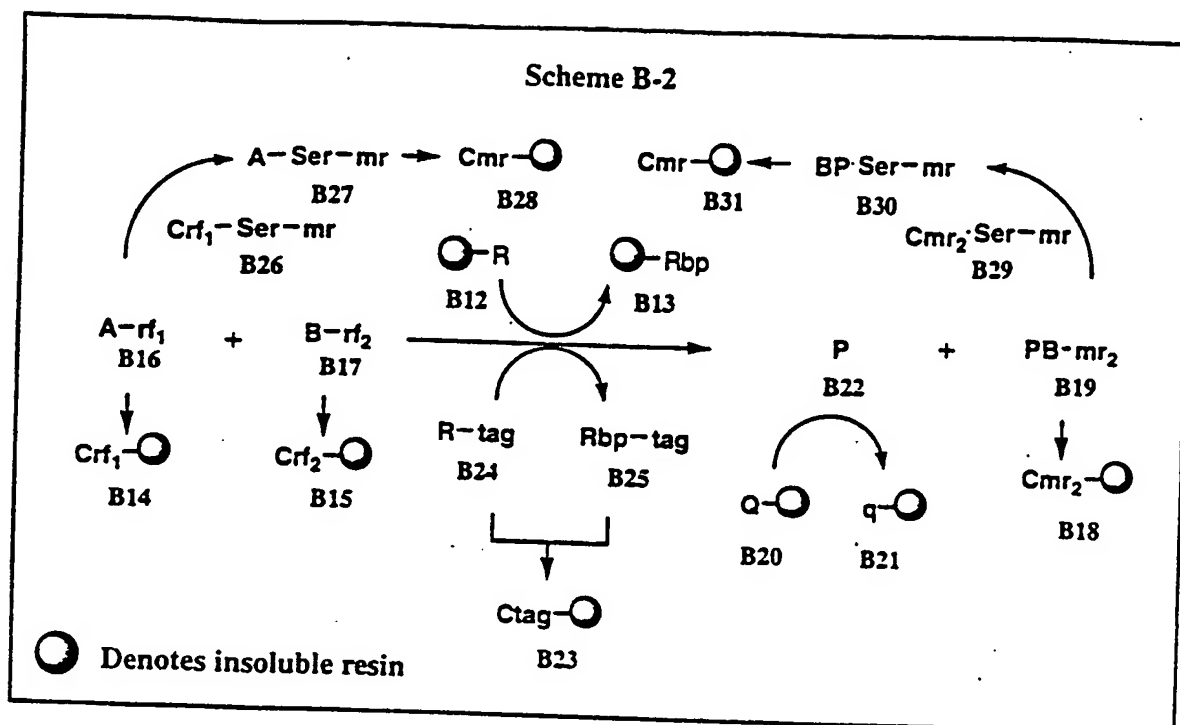 Scheme B-2
A-Ser-mr → Cmr-
B27
B28
Cmr- ← BP·Ser-mr
B31
B30
Crf₁-Ser-mr
B26
Cmr₂·Ser-mr
B29
R
B12
Rbp
B13
A-rf₁ + B-rf₂
B16
B17
P + PB-mr₂
B22
B19
Crf₁-
B14
Crf₂-
B15
R-tag
B24
Rbp-tag
B25
Q-
B20
q-
B21
Cmr₂-
B18
Ctag-
B23
Denotes insoluble resin